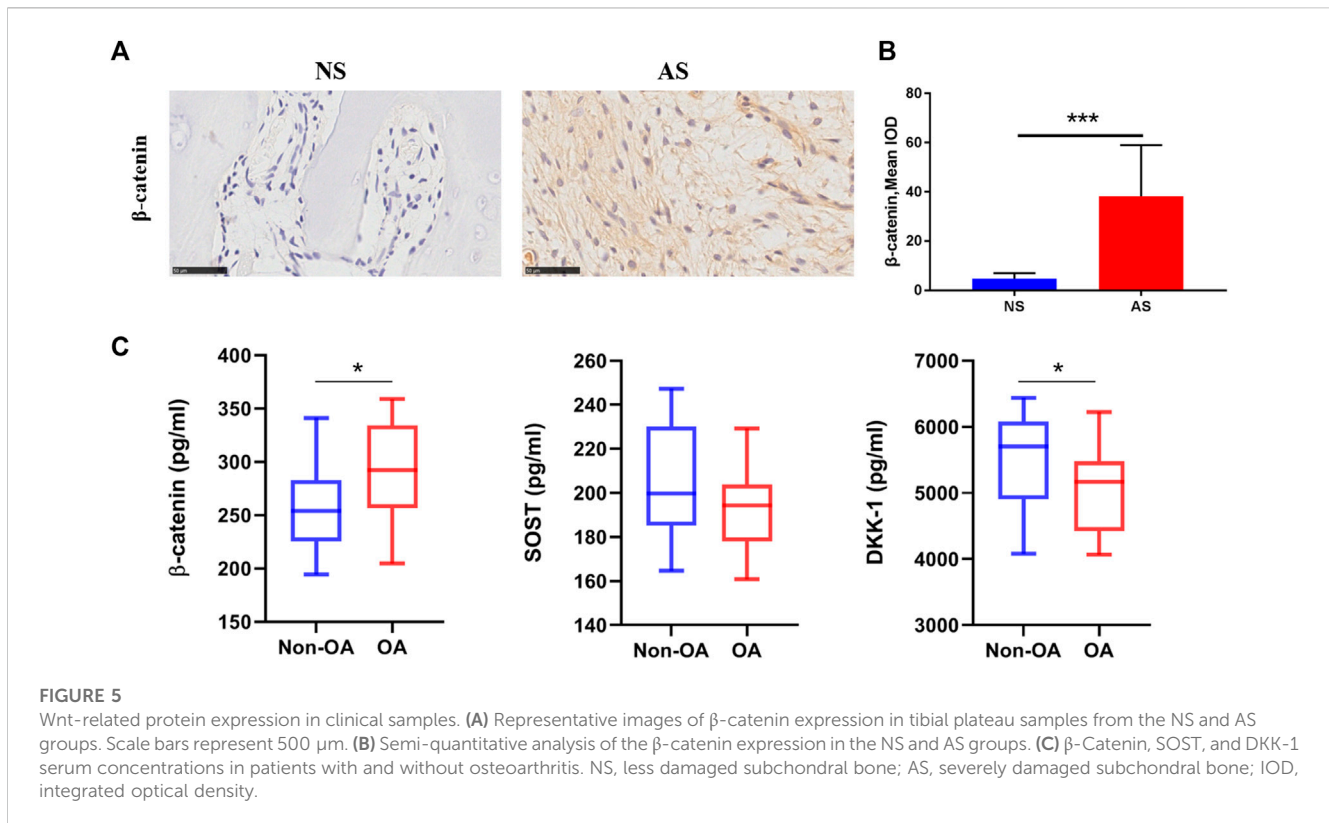 A
NS
AS
β-catenin
50 μm
50 μm
B
β-catenin,Mean IOD
80
60
40
20
0
***
NS
AS
C
β-catenin (pg/ml)
400
350
300
250
200
150
*
Non-OA
OA
SOST (pg/ml)
260
240
220
200
180
160
140
Non-OA
OA
DKK-1 (pg/ml)
7000
6000
5000
4000
3000
*
Non-OA
OA
FIGURE 5
Wnt-related protein expression in clinical samples. (A) Representative images of β-catenin expression in tibial plateau samples from the NS and AS
groups. Scale bars represent 500 μm. (B) Semi-quantitative analysis of the β-catenin expression in the NS and AS groups. (C) β-Catenin, SOST, and DKK-1
serum concentrations in patients with and without osteoarthritis. NS, less damaged subchondral bone; AS, severely damaged subchondral bone; IOD,
integrated optical density.